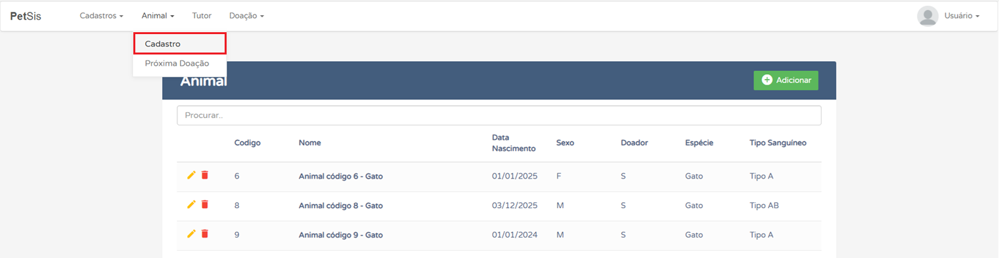 PetSis Cadastros Animal Tutor Doação Usuário
Cadastro
Próxima Doação
Animal Adicionar
Procurar..
Codigo Nome Data Nascimento Sexo Doador Espécie Tipo Sanguíneo
6 Animal código 6 - Gato 01/01/2025 F S Gato Tipo A
8 Animal código 8 - Gato 03/12/2025 M S Gato Tipo AB
9 Animal código 9 - Gato 01/01/2024 M S Gato Tipo A